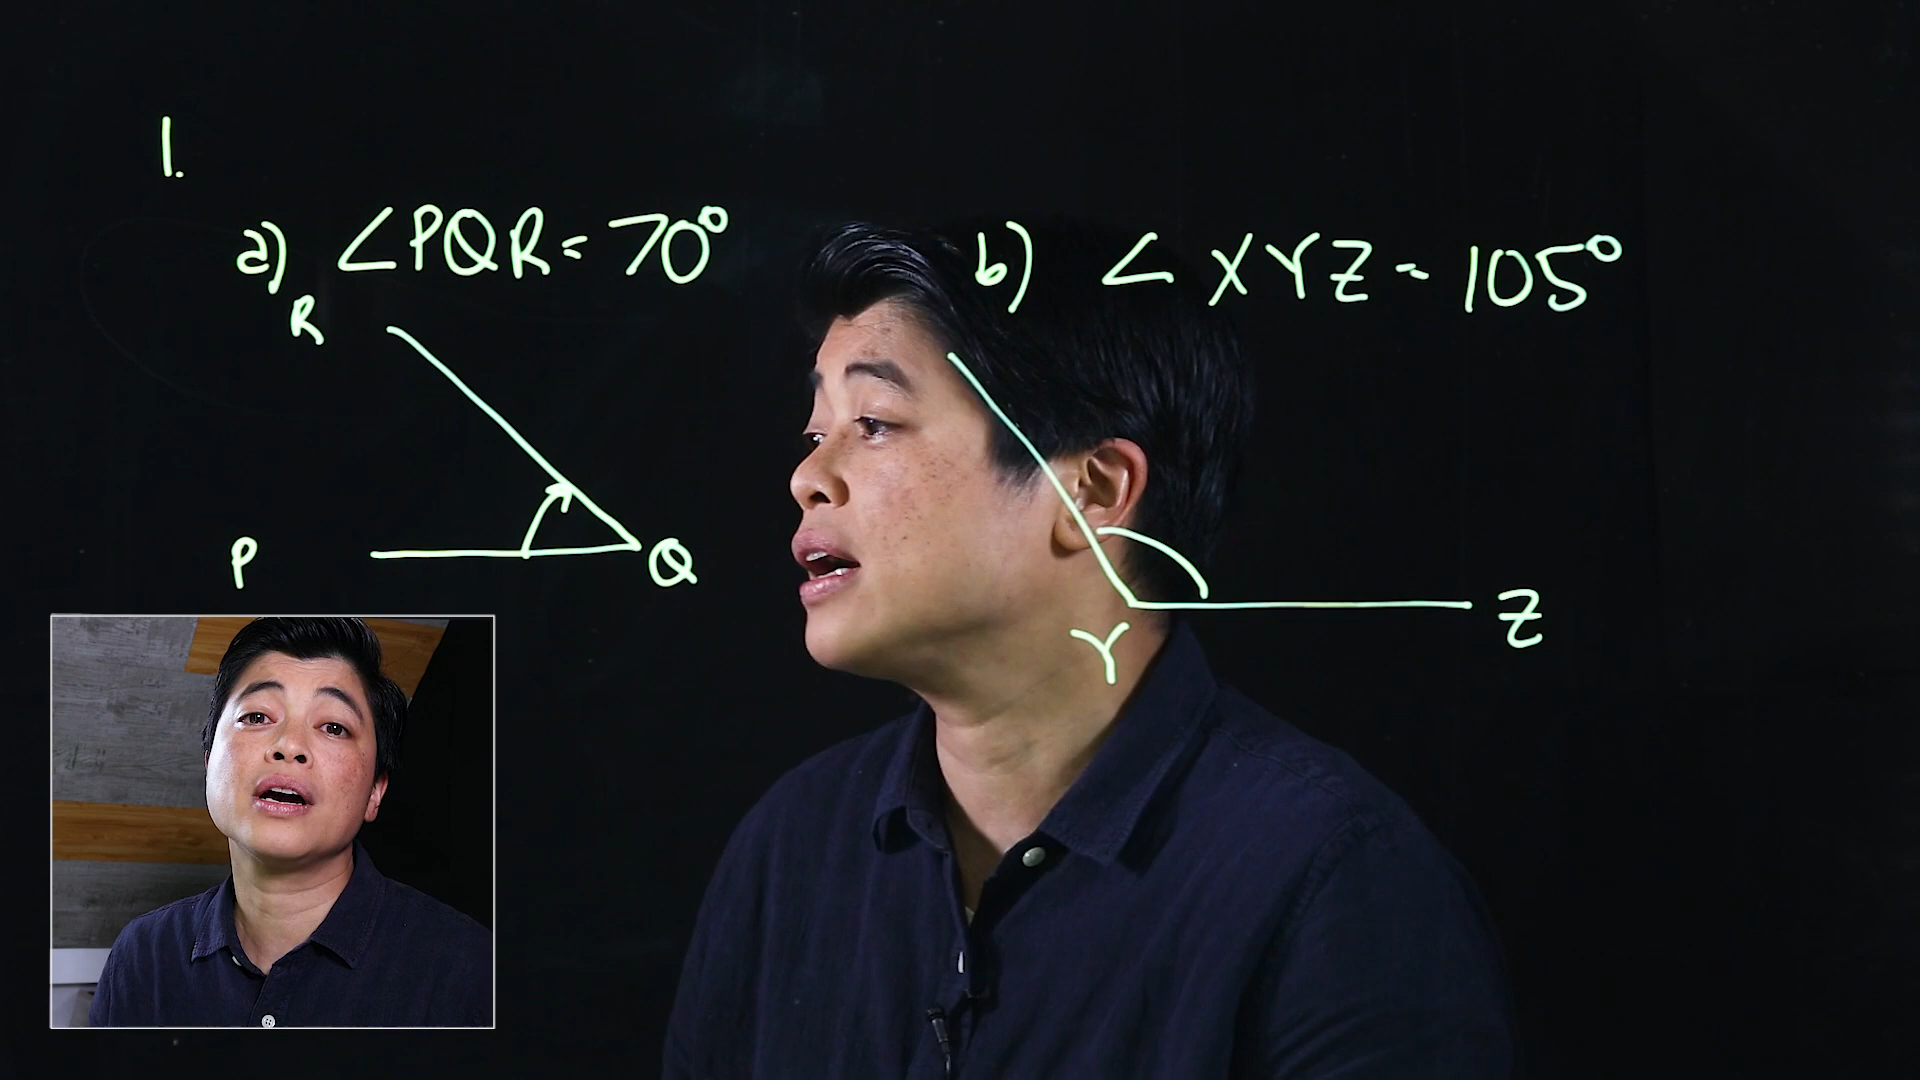 1.
a) ∠PQR = 70°
b) ∠XYZ = 105°
R
P
Q
Y
Z